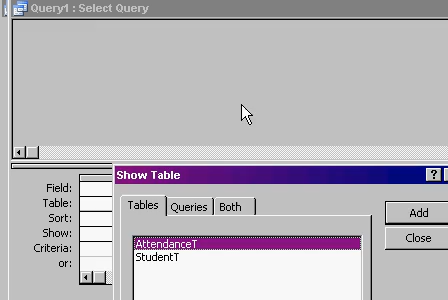 Query1 : Select Query
Show Table
?
Tables Queries Both
Add
Close
AttendanceT
StudentT
Field:
Table:
Sort:
Show:
Criteria:
or: